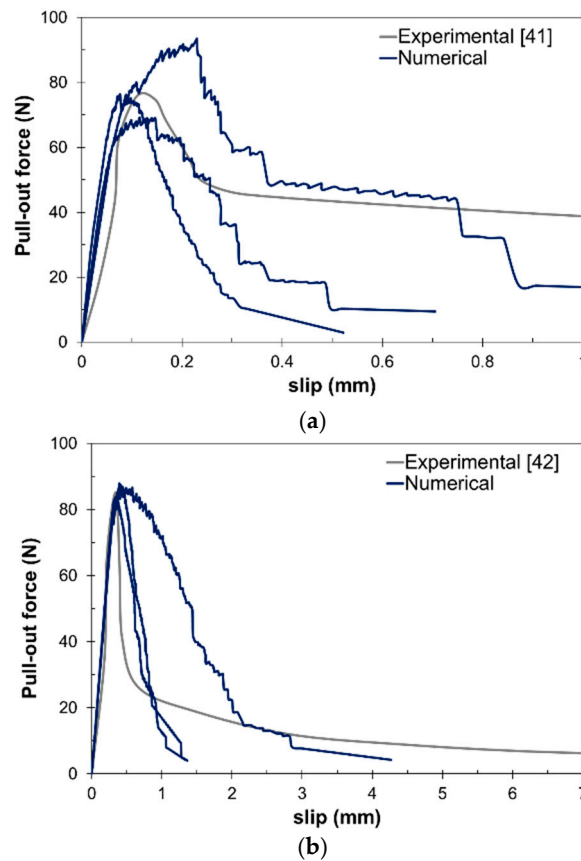 100
80
60
40
20
0
Pull-out force (N)
Experimental [41]
Numerical
0 0.2 0.4 0.6 0.8 1
slip (mm)
(a)
100
80
60
40
20
0
Pull-out force (N)
Experimental [42]
Numerical
0 1 2 3 4 5 6 7
slip (mm)
(b)